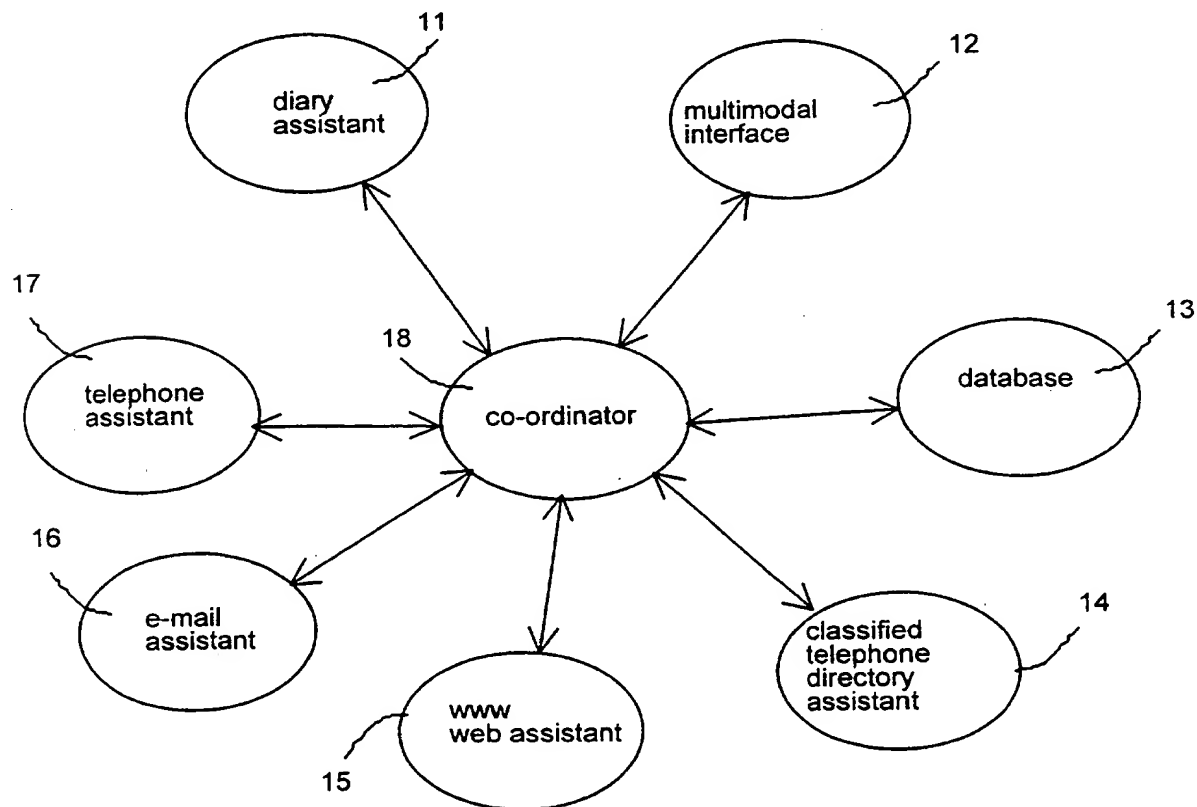 11
diary
assistant
12
multimodal
interface
17
telephone
assistant
18
co-ordinator
13
database
16
e-mail
assistant
15
www
web assistant
14
classified
telephone
directory
assistant